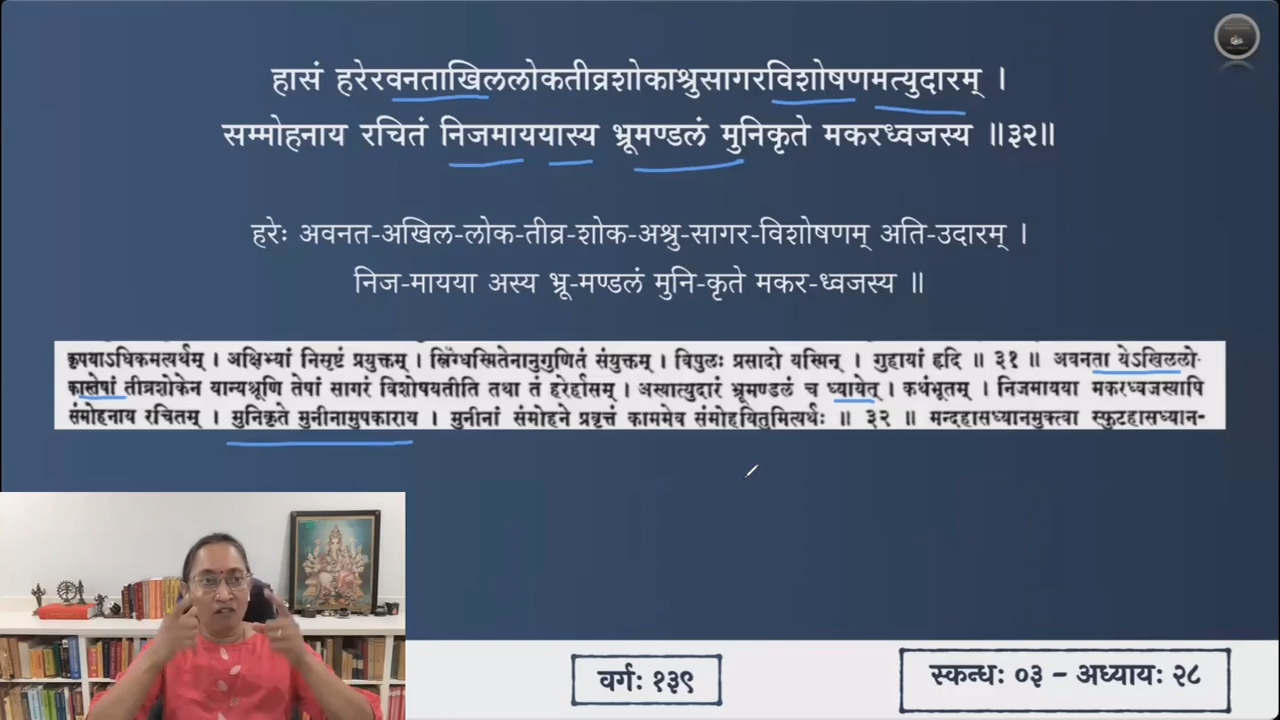 हासं हरेरवनताखिललोकतीव्रशोकाश्रुसागरविशोषणमत्युदारम् ।
सम्मोहनाय रचितं निजमाययास्य भ्रूमण्डलं मुनिकृते मकरध्वजस्य ॥३२॥
हरेः अवनत-अखिल-लोक-तीव्र-शोक-अश्रु-सागर-विशोषणम् अति-उदारम् ।
निज-मायया अस्य भ्रू-मण्डलं मुनि-कृते मकर-ध्वजस्य ॥
कृपयाऽधिकमत्यर्थम् । अक्षिभ्यां निसृष्टं प्रयुक्तम् । स्निग्धस्मितेनानुगुणितं संयुक्तम् । विपुलः प्रसादो यस्मिन् । गुहायां हृदि ॥ ३१ ॥ अवनता येऽखिललो-
कास्तेषां तीव्रशोकेन यान्यश्रूणि तेषां सागरं विशोषयतीति तथा तं हरेर्हासम् । अस्यात्युदारं भ्रूमण्डलं च ध्यायेत् । कथंभूतम् । निजमायया मकरध्वजस्यापि
संमोहनाय रचितम् । मुनिकृते मुनीनामुपकाराय । मुनीनां संमोहने प्रवृत्तं काममेव संमोहयितुमित्यर्थः ॥ ३२ ॥ मन्दहासध्यानमुक्त्वा स्फुटहासध्यान-
वर्गः १३९
स्कन्धः ०३ – अध्यायः २८